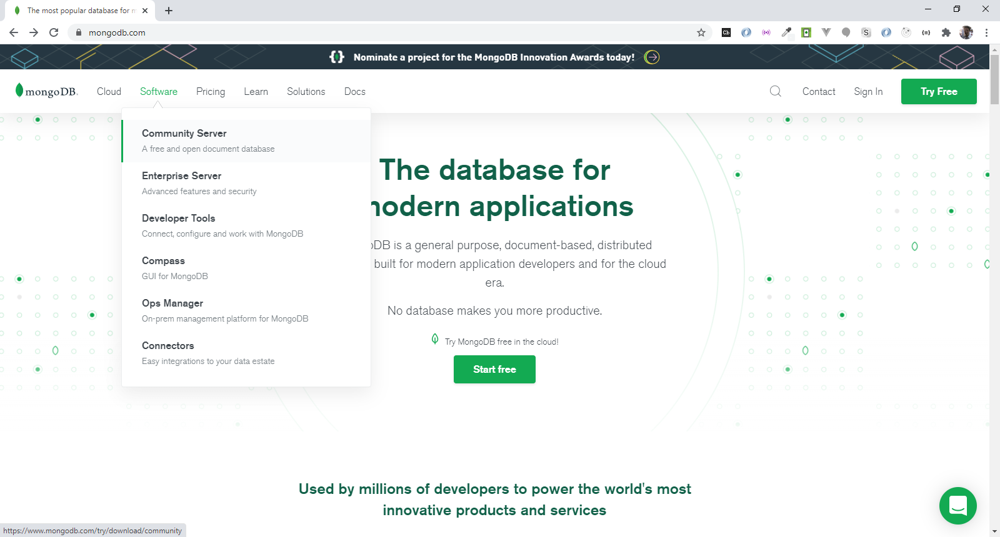 The most popular database for m
mongodb.com
Nominate a project for the MongoDB Innovation Awards today!
mongoDB.
Cloud
Software
Pricing
Learn
Solutions
Docs
Contact
Sign In
Try Free
Community Server
A free and open document database
Enterprise Server
Advanced features and security
Developer Tools
Connect, configure and work with MongoDB
Compass
GUI for MongoDB
Ops Manager
On-prem management platform for MongoDB
Connectors
Easy integrations to your data estate
The database for
modern applications
DB is a general purpose, document-based, distributed
built for modern application developers and for the cloud
era.
No database makes you more productive.
Try MongoDB free in the cloud!
Start free
Used by millions of developers to power the world's most
innovative products and services
https://www.mongodb.com/try/download/community